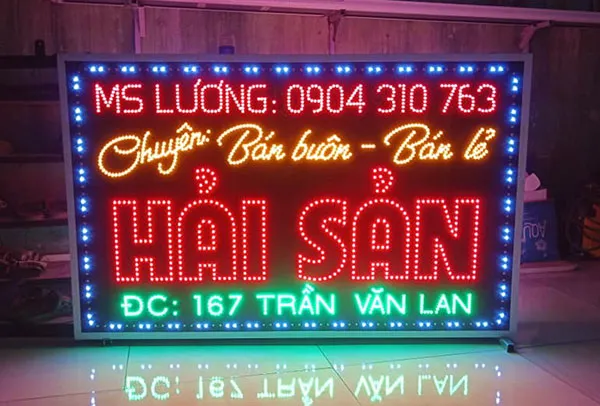 MS LƯƠNG: 0904 310 763
Chuyên: Bán buôn - Bán lẻ
HẢI SẢN
ĐC: 167 TRẦN VĂN LAN